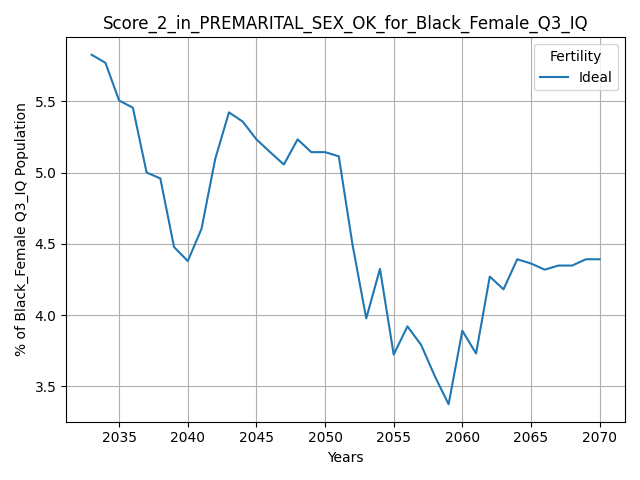 Score_2_in_PREMARITAL_SEX_OK_for_Black_Female_Q3_IQ
Fertility
Ideal
% of Black_Female Q3_IQ Population
5.5
5.0
4.5
4.0
3.5
2035 2040 2045 2050 2055 2060 2065 2070
Years